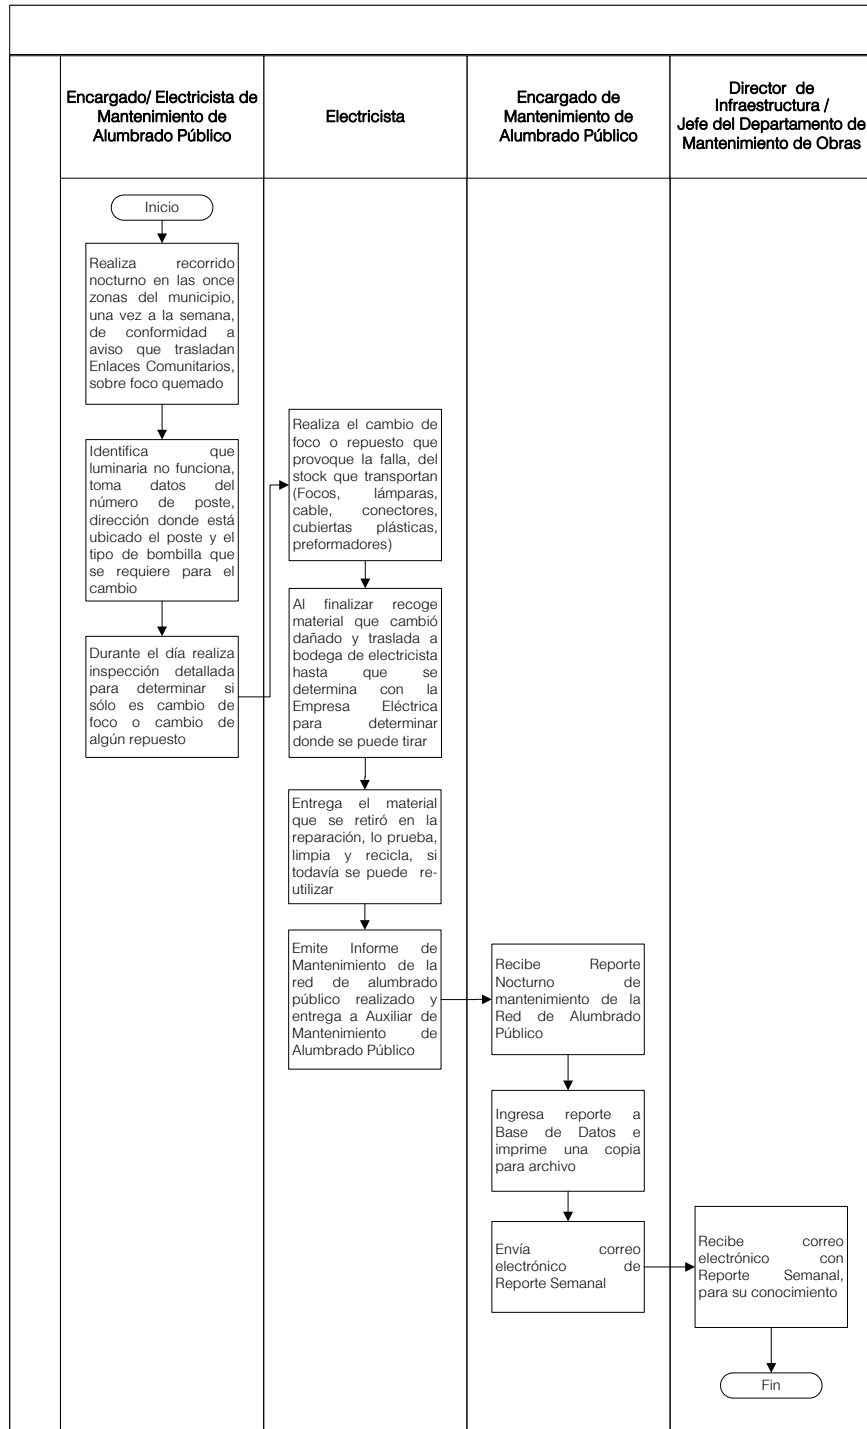 Encargado/ Electricista de
Mantenimiento de
Alumbrado Público
Electricista
Encargado de
Mantenimiento de
Alumbrado Público
Director de
Infraestructura /
Jefe del Departamento de
Mantenimiento de Obras
Inicio
Realiza recorrido
nocturno en las once
zonas del municipio,
una vez a la semana,
de conformidad a
aviso que trasladan
Enlaces Comunitarios,
sobre foco quemado
Identifica que
luminaria no funciona,
toma datos del
número de poste,
dirección donde está
ubicado el poste y el
tipo de bombilla que
se requiere para el
cambio
Durante el día realiza
inspección detallada
para determinar si
sólo es cambio de
foco o cambio de
algún repuesto
Realiza el cambio de
foco o repuesto que
provoque la falla, del
stock que transportan
(Focos, lámparas,
cable, conectores,
cubiertas plásticas,
preformadores)
Al finalizar recoge
material que cambió
dañado y traslada a
bodega de electricista
hasta que se
determina con la
Empresa Eléctrica
para determinar
donde se puede tirar
Entrega el material
que se retiró en la
reparación, lo prueba,
limpia y recicla, si
todavía se puede re-
utilizar
Emite Informe de
Mantenimiento de la
red de alumbrado
público realizado y
entrega a Auxiliar de
Mantenimiento de
Alumbrado Público
Recibe Reporte
Nocturno de
mantenimiento de la
Red de Alumbrado
Público
Ingresa reporte a
Base de Datos e
imprime una copia
para archivo
Envía correo
electrónico de
Reporte Semanal
Recibe correo
electrónico con
Reporte Semanal,
para su conocimiento
Fin